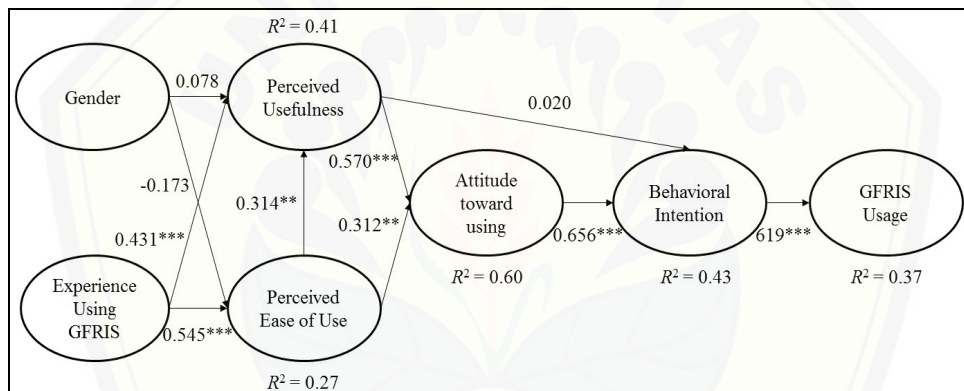 R² = 0.41
Gender
0.078
Perceived
Usefulness
0.020
-0.173
0.314**
0.570***
0.431***
0.312**
Attitude
toward
using
0.656***
Behavioral
Intention
619***
GFRIS
Usage
R² = 0.60
R² = 0.43
R² = 0.37
Experience
Using
GFRIS
0.545***
Perceived
Ease of Use
R² = 0.27